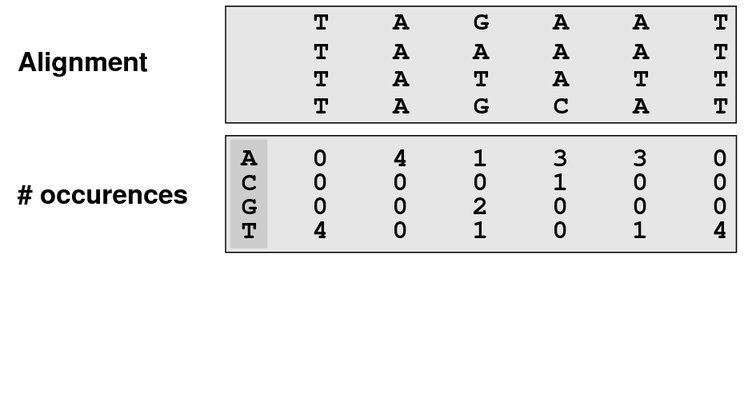 Alignment
T A G A A T
T A A A A T
T A T A T T
T A G C A T
# occurences
A 0 4 1 3 3 0
C 0 0 0 1 0 0
G 0 0 2 0 0 0
T 4 0 1 0 1 4